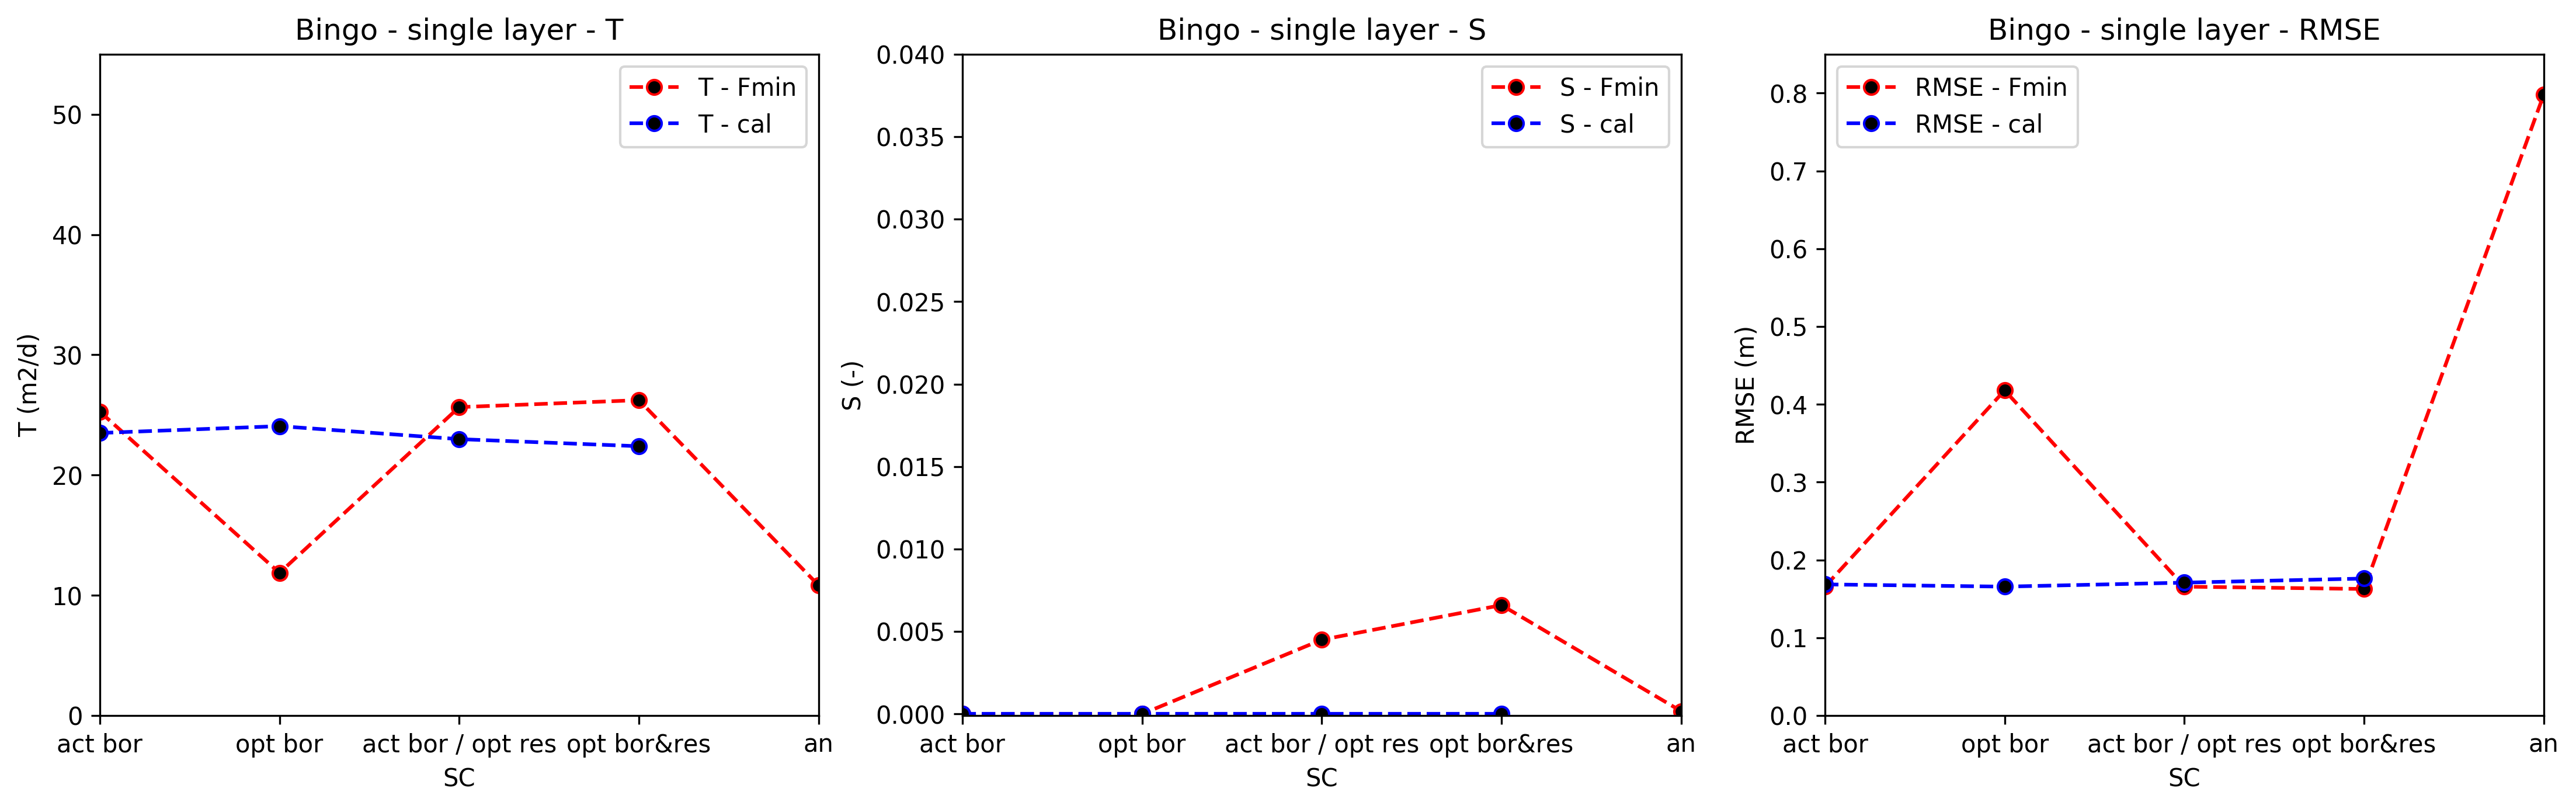 Bingo - single layer - T
T - Fmin
T - cal
50
40
30
20
10
0
T (m2/d)
act bor opt bor act bor / opt res opt bor&res an
SC
Bingo - single layer - S
S - Fmin
S - cal
0.040
0.035
0.030
0.025
0.020
0.015
0.010
0.005
0.000
S (-)
act bor opt bor act bor / opt res opt bor&res an
SC
Bingo - single layer - RMSE
RMSE - Fmin
RMSE - cal
0.8
0.7
0.6
0.5
0.4
0.3
0.2
0.1
0.0
RMSE (m)
act bor opt bor act bor / opt res opt bor&res an
SC